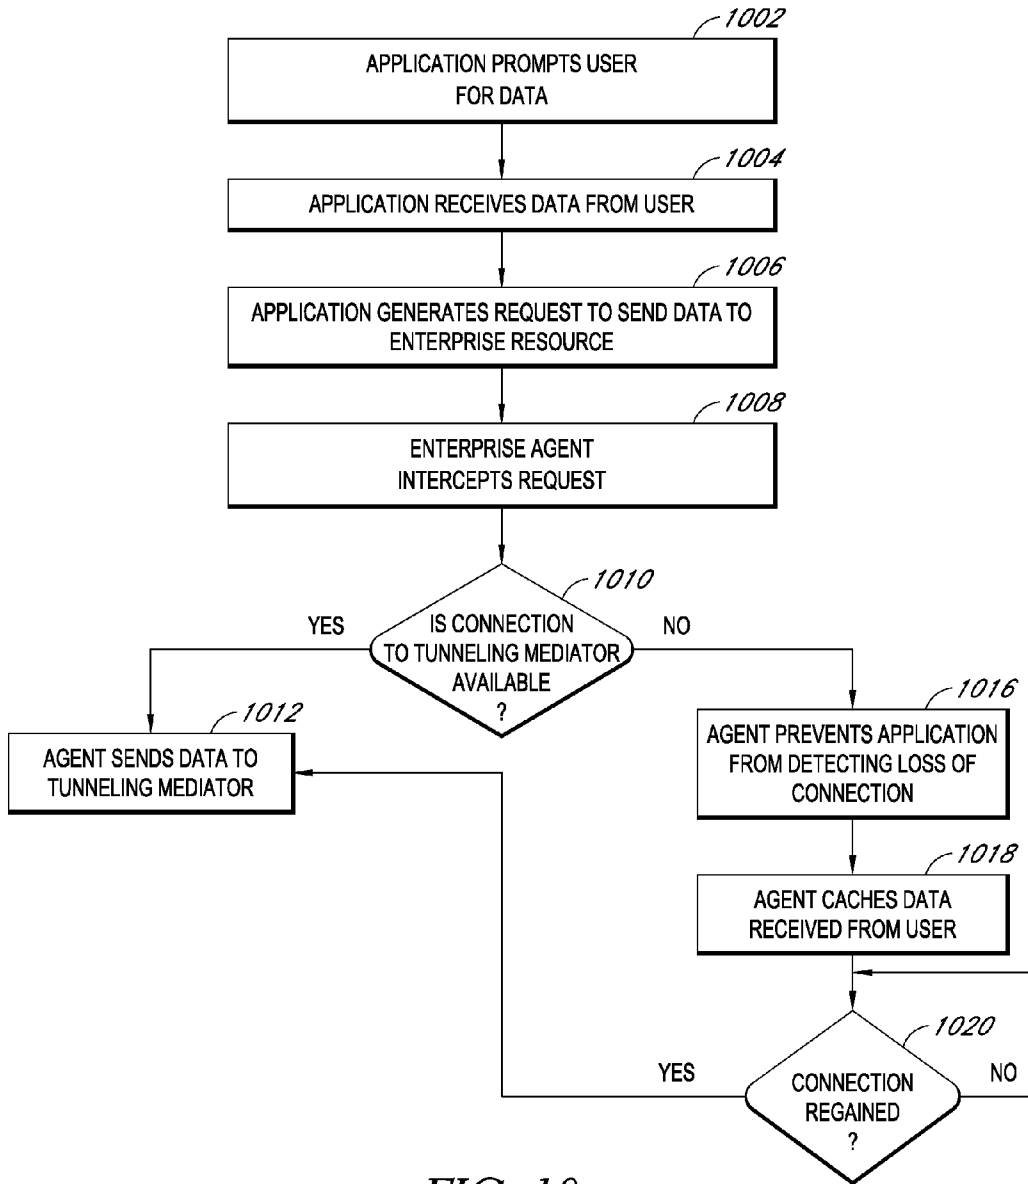 1002
APPLICATION PROMPTS USER
FOR DATA
1004
APPLICATION RECEIVES DATA FROM USER
1006
APPLICATION GENERATES REQUEST TO SEND DATA TO
ENTERPRISE RESOURCE
1008
ENTERPRISE AGENT
INTERCEPTS REQUEST
1010
YES
IS CONNECTION
TO TUNNELING MEDIATOR
AVAILABLE
?
NO
1012
AGENT SENDS DATA TO
TUNNELING MEDIATOR
1016
AGENT PREVENTS APPLICATION
FROM DETECTING LOSS OF
CONNECTION
1018
AGENT CACHES DATA
RECEIVED FROM USER
1020
YES
CONNECTION
REGAINED
?
NO